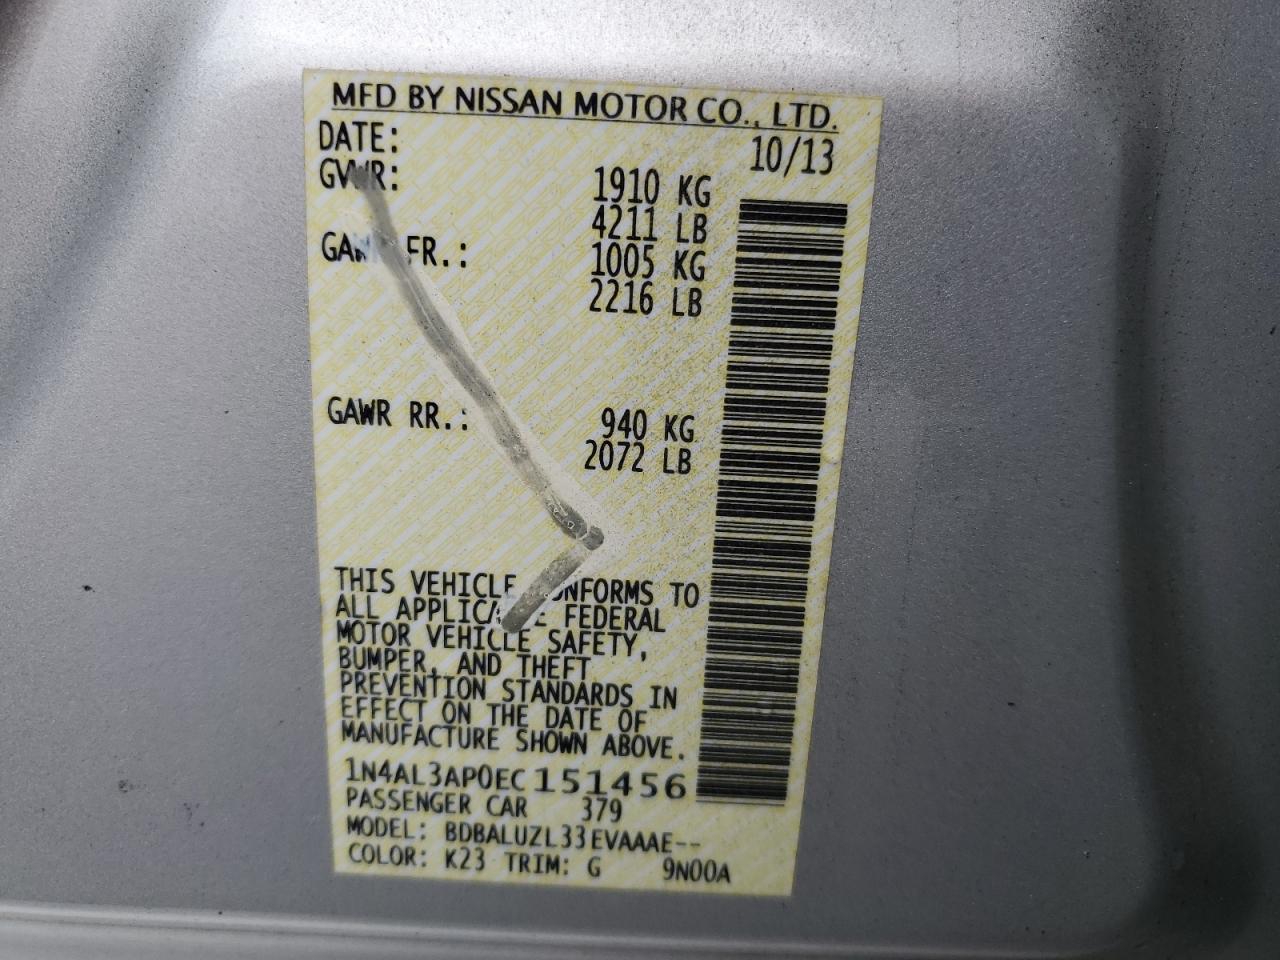 MFD BY NISSAN MOTOR CO., LTD.
DATE: 10/13
GVWR: 1910 KG
4211 LB
GAWR FR.: 1005 KG
2216 LB
GAWR RR.: 940 KG
2072 LB
THIS VEHICLE CONFORMS TO
ALL APPLICABLE FEDERAL
MOTOR VEHICLE SAFETY,
BUMPER, AND THEFT
PREVENTION STANDARDS IN
EFFECT ON THE DATE OF
MANUFACTURE SHOWN ABOVE.
1N4AL3AP0EC151456
PASSENGER CAR 379
MODEL: BDBALUZL33EVAAAE--
COLOR: K23 TRIM: G 9N00A